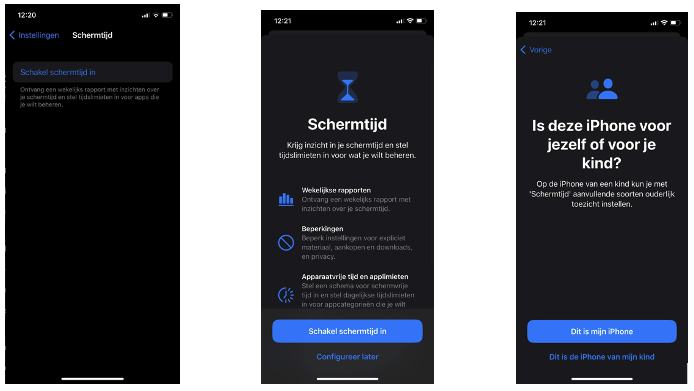 12:20
Instellingen
Schermtijd
Schakel schermtijd in
Ontvang een wekelijks rapport met inzichten over
je schermtijd en stel tijdslimieten in voor apps die
je wilt beheren.
12:21
Schermtijd
Krijg inzicht in je schermtijd en stel
tijdslimieten in voor wat je wilt beheren.
Wekelijkse rapporten
Ontvang een wekelijks rapport met
inzichten over je schermtijd.
Beperkingen
Beperk instellingen voor expliciet
materiaal, aankopen en downloads,
en privacy.
Apparaatvrije tijd en applimieten
Stel een schema voor schermvrije
tijd in en stel dagelijkse tijdslimieten
in voor appcategorieën die je wilt
Schakel schermtijd in
Configureer later
12:21
Vorige
Is deze iPhone voor
jezelf of voor je
kind?
Op de iPhone van een kind kun je met
'Schermtijd' aanvullende soorten ouderlijk
toezicht instellen.
Dit is mijn iPhone
Dit is de iPhone van mijn kind